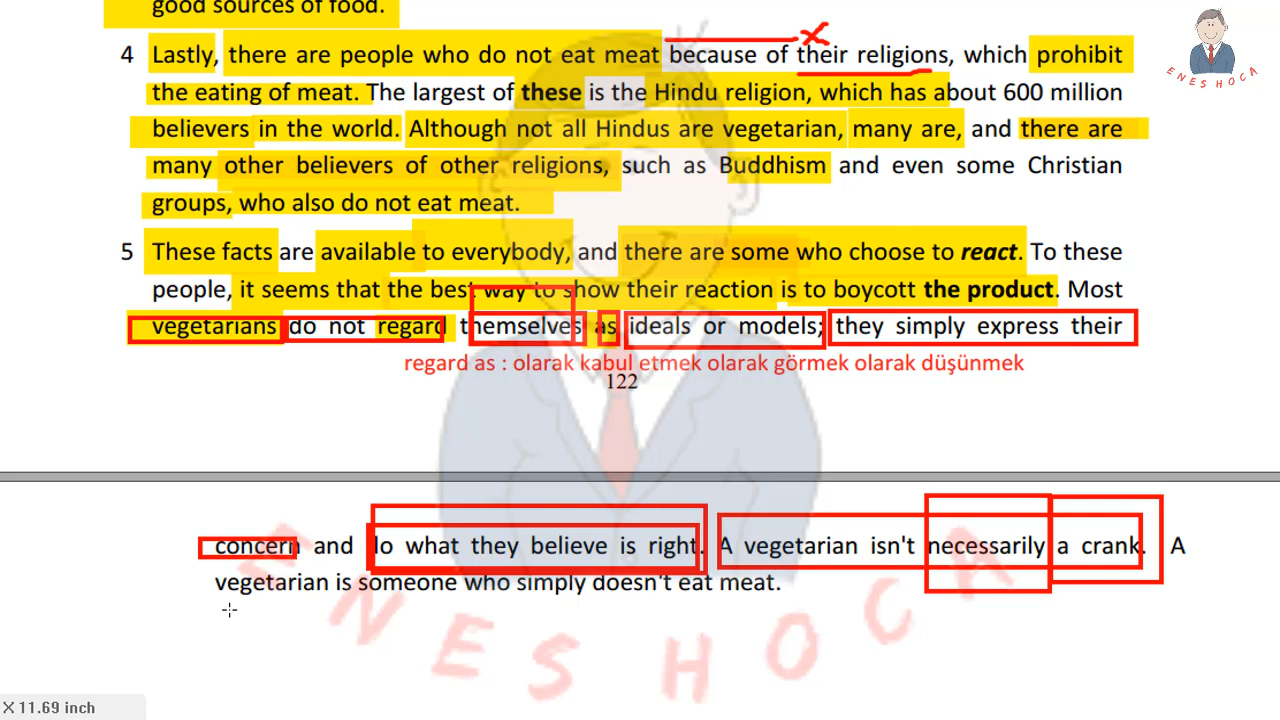 good sources of food.
4 Lastly, there are people who do not eat meat because of their religions, which prohibit
the eating of meat. The largest of these is the Hindu religion, which has about 600 million
believers in the world. Although not all Hindus are vegetarian, many are, and there are
many other believers of other religions, such as Buddhism and even some Christian
groups, who also do not eat meat.
5 These facts are available to everybody, and there are some who choose to react. To these
people, it seems that the best way to show their reaction is to boycott the product. Most
vegetarians do not regard themselves as ideals or models; they simply express their
regard as : olarak kabul etmek olarak görmek olarak düşünmek
122
concern and do what they believe is right. A vegetarian isn't necessarily a crank. A
vegetarian is someone who simply doesn't eat meat.
ENES HOCA
ENES HOCA
X 11.69 inch